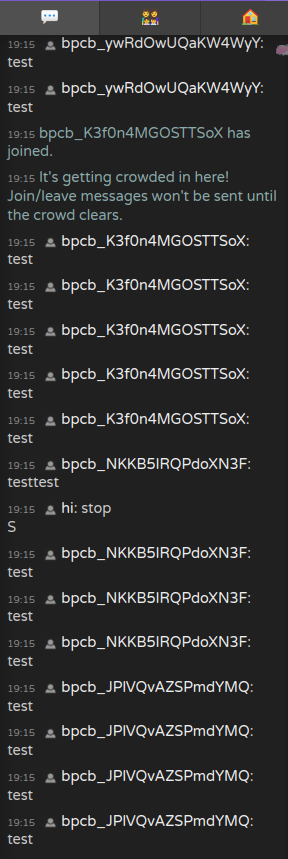 19:15 bpcb_ywRdOwUQaKW4WyY:
test
19:15 bpcb_ywRdOwUQaKW4WyY:
test
19:15 bpcb_K3f0n4MGOSTTSoX has
joined.
19:15 It's getting crowded in here!
Join/leave messages won't be sent until
the crowd clears.
19:15 bpcb_K3f0n4MGOSTTSoX:
test
19:15 bpcb_K3f0n4MGOSTTSoX:
test
19:15 bpcb_K3f0n4MGOSTTSoX:
test
19:15 bpcb_K3f0n4MGOSTTSoX:
test
19:15 bpcb_K3f0n4MGOSTTSoX:
test
19:15 bpcb_NKKB5IRQPdoXN3F:
testtest
19:15 hi: stop
S
19:15 bpcb_NKKB5IRQPdoXN3F:
test
19:15 bpcb_NKKB5IRQPdoXN3F:
test
19:15 bpcb_NKKB5IRQPdoXN3F:
test
19:15 bpcb_JPlVQvAZSPmdYMQ:
test
19:15 bpcb_JPlVQvAZSPmdYMQ:
test
19:15 bpcb_JPlVQvAZSPmdYMQ:
test
19:15 bpcb_JPlVQvAZSPmdYMQ:
test